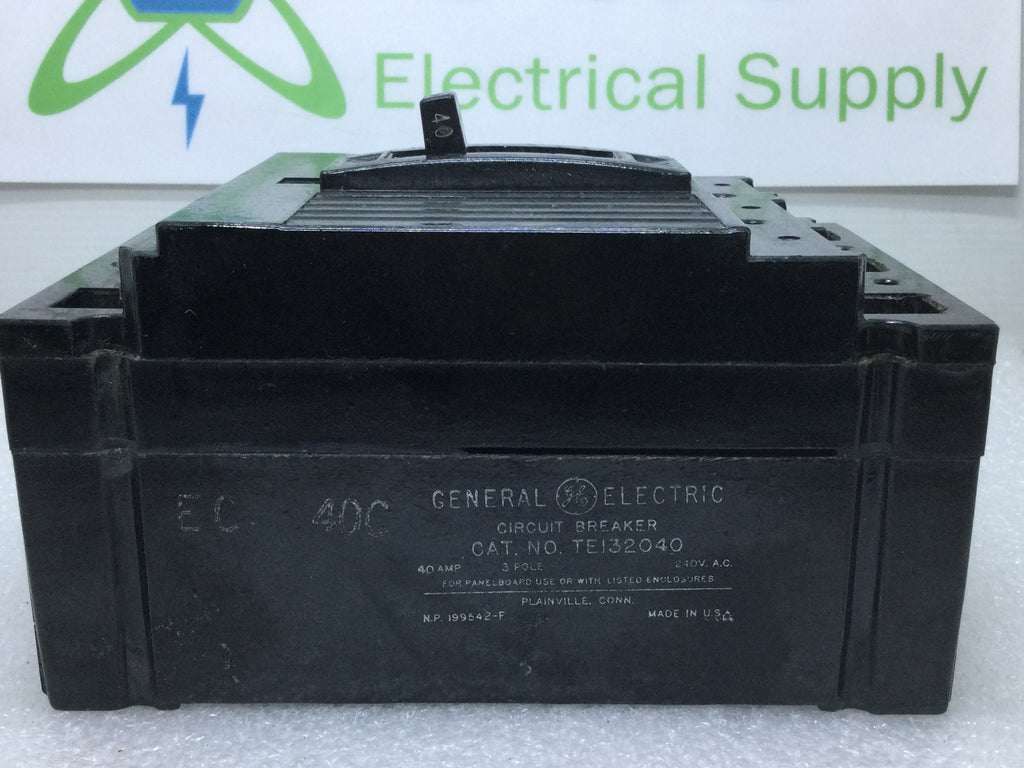 Electrical Supply
40
E.C. 40C
GENERAL GE ELECTRIC
CIRCUIT BREAKER
CAT. NO. TE132040
40 AMP 3 POLE 240V. A.C.
FOR PANELBOARD USE OR WITH LISTED ENCLOSURES
PLAINVILLE, CONN.
N.P. 199542-F MADE IN U.S.A.